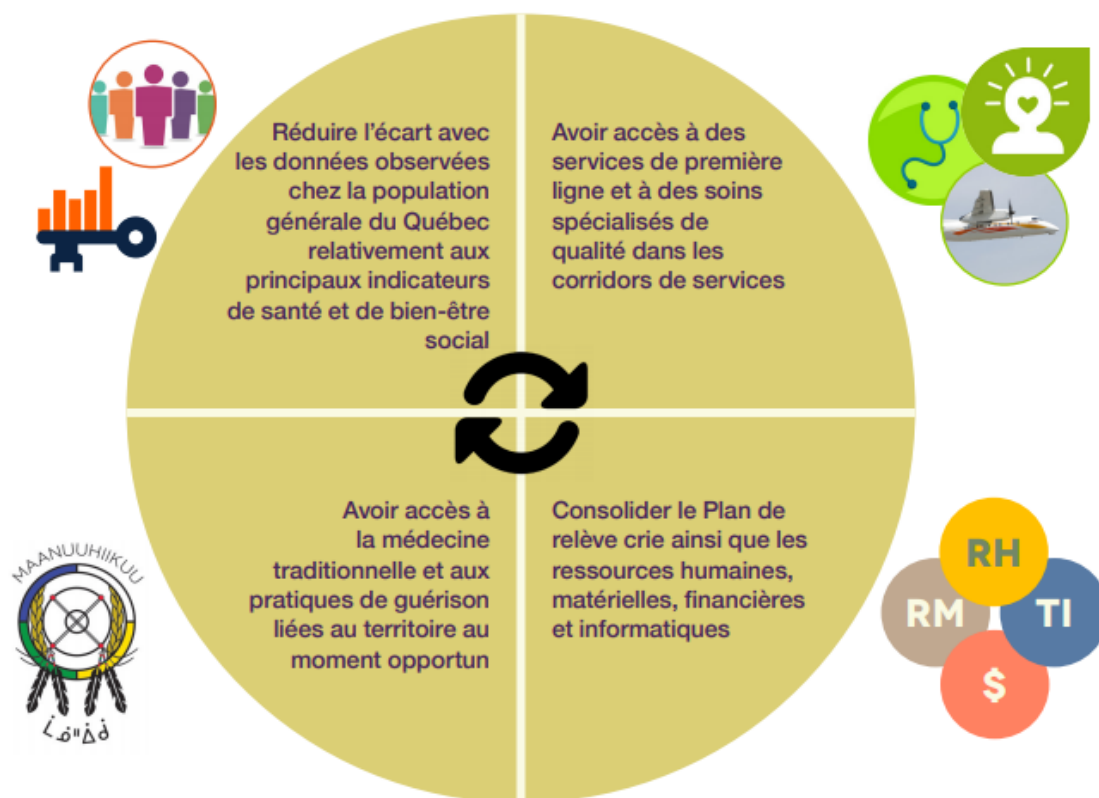 Réduire l'écart avec
les données observées
chez la population
générale du Québec
relativement aux
principaux indicateurs
de santé et de bien-être
social
Avoir accès à des
services de première
ligne et à des soins
spécialisés de
qualité dans les
corridors de services
Avoir accès à
la médecine
traditionnelle et aux
pratiques de guérison
liées au territoire au
moment opportun
Consolider le Plan de
relève crie ainsi que les
ressources humaines,
matérielles, financières
et informatiques
MAANUUHIIKUU
ᒫᓅᐦᐄᑰ
RH
RM
TI
$